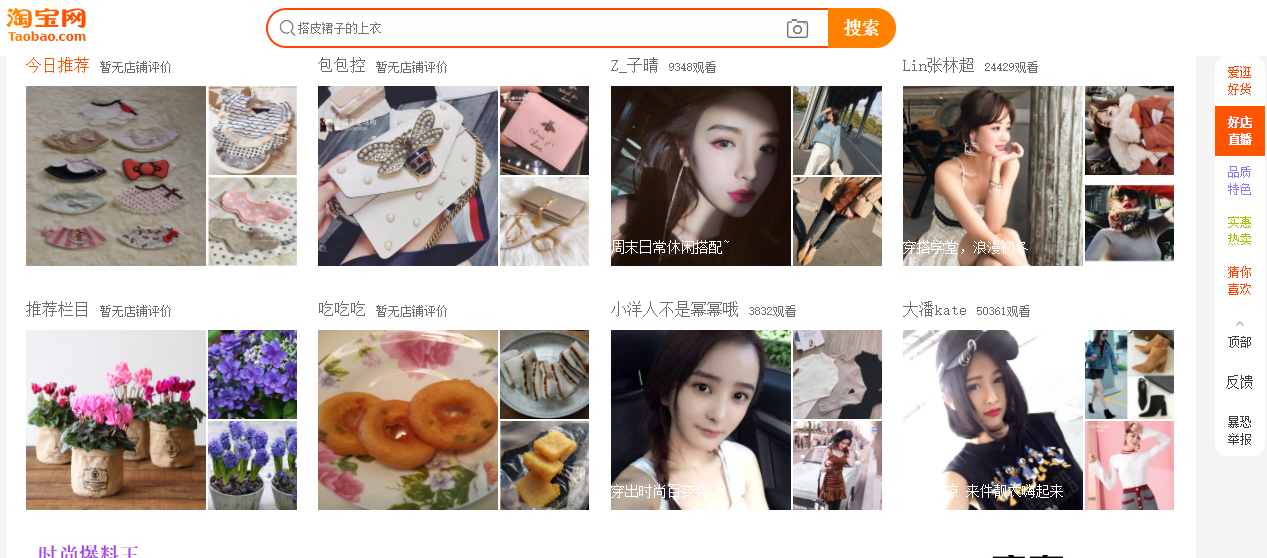 淘宝网
Taobao.com
搭皮裙子的上衣
搜索
今日推荐 暂无店铺评价
包包控 暂无店铺评价
Z_子晴 9348观看
Lin张林超 24429观看
周末日常休闲搭配~
穿搭学堂，浪漫初冬
推荐栏目 暂无店铺评价
吃吃吃 暂无店铺评价
小洋人不是幂幂哦 3832观看
大潘kate 50361观看
穿出时尚百变装
来件靓衣嗨起来
时尚爆料王
爱逛
好货
好店
直播
品质
特色
实惠
热卖
猜你
喜欢
顶部
反馈
暴恐
举报